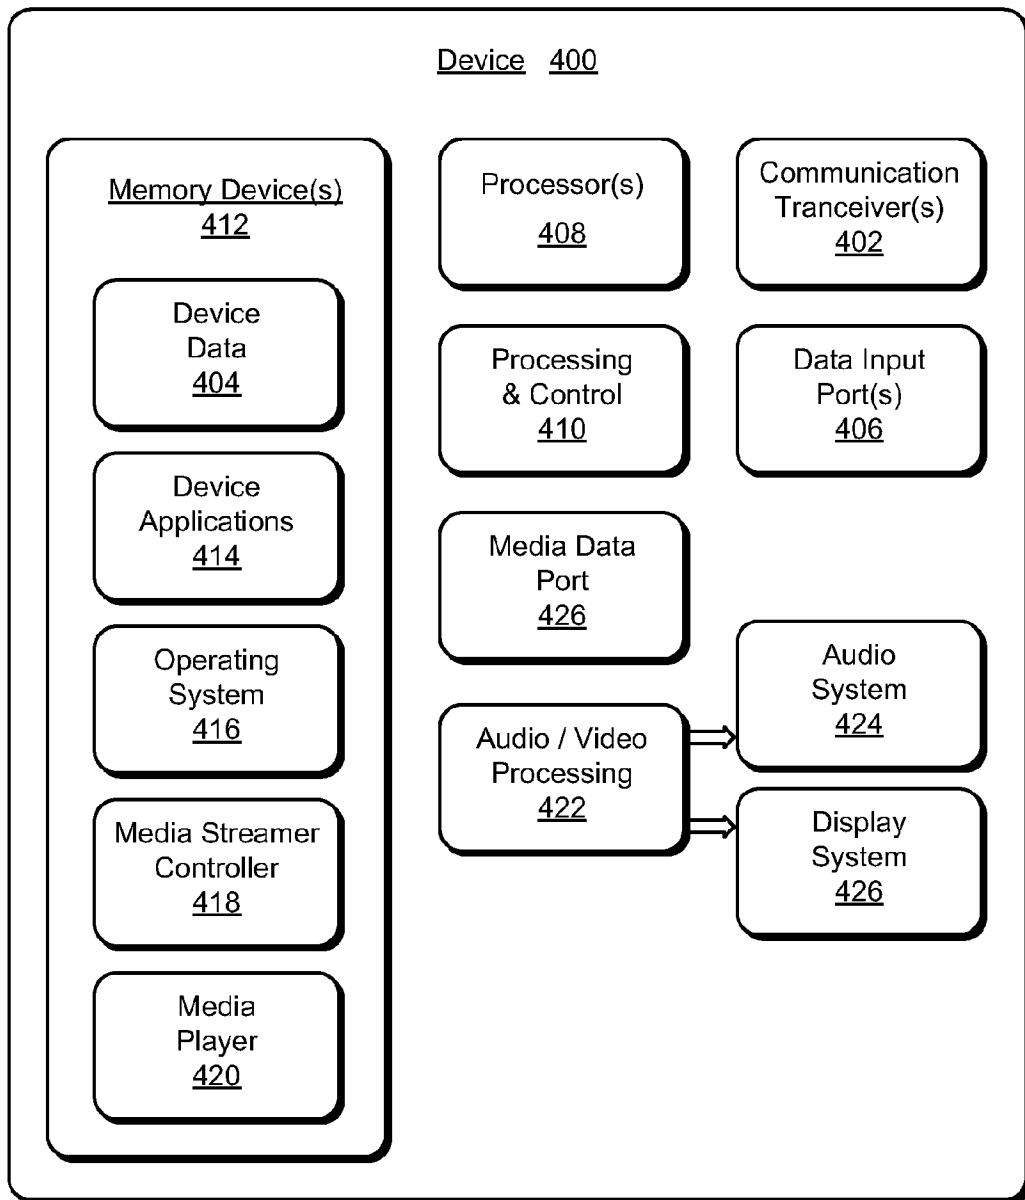 Device 400
Memory Device(s)
412
Device
Data
404
Device
Applications
414
Operating
System
416
Media Streamer
Controller
418
Media
Player
420
Processor(s)
408
Communication
Tranceiver(s)
402
Processing
& Control
410
Data Input
Port(s)
406
Media Data
Port
426
Audio / Video
Processing
422
Audio
System
424
Display
System
426